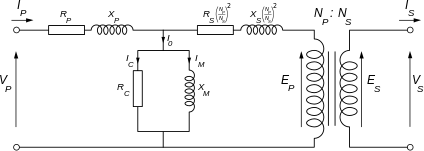 I_P R_P X_P R_S(N_P/N_S)² X_S(N_P/N_S)² N_P : N_S I_S
I_0
I_C I_M
V_P R_C X_M E_P E_S V_S